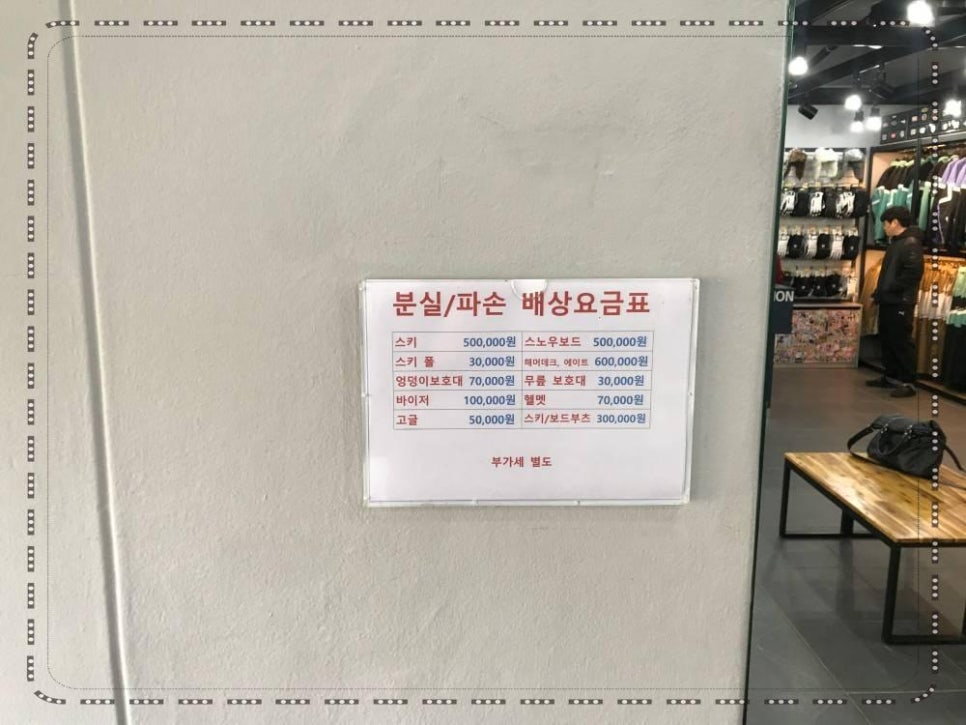 분실/파손 배상요금표
스키 500,000원 스노우보드 500,000원
스키 폴 30,000원 해머데크, 에이트 600,000원
엉덩이보호대 70,000원 무릎 보호대 30,000원
바이저 100,000원 헬멧 70,000원
고글 50,000원 스키/보드부츠 300,000원
부가세 별도
ION